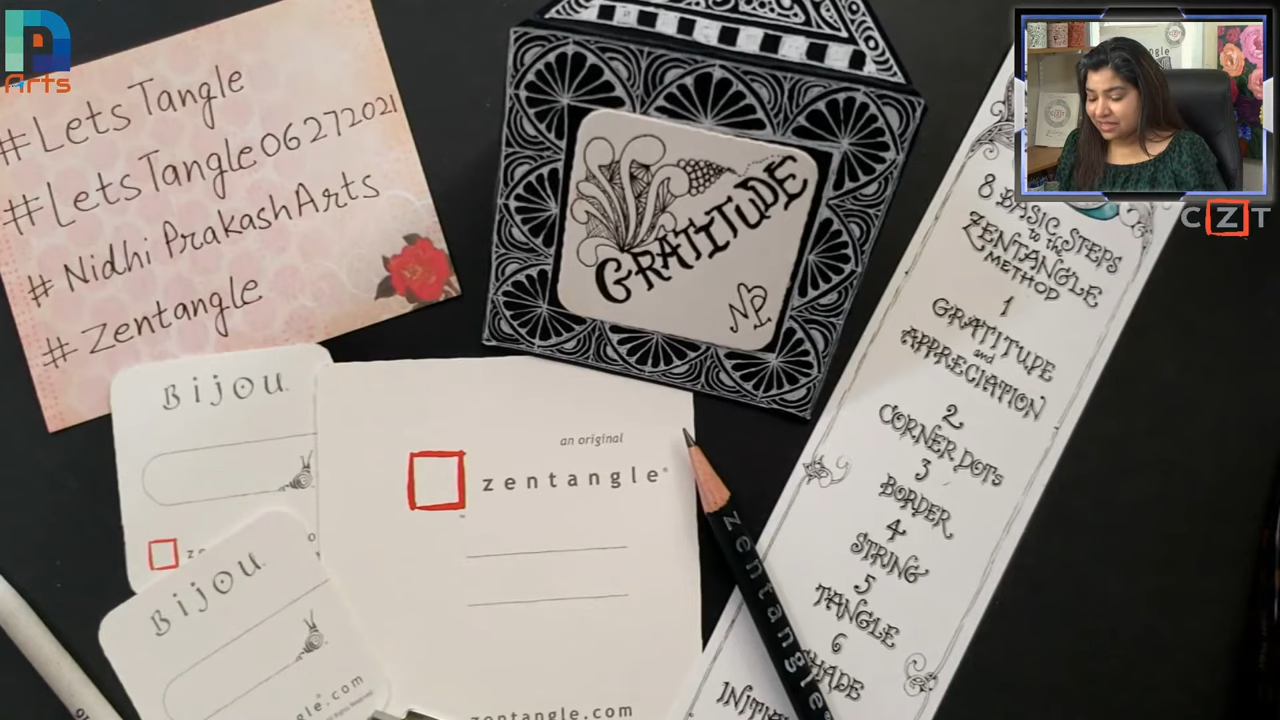 Arts
#LetsTangle
#LetsTangle06272021
#NidhiPrakashArts
#Zentangle
GRATITUDE
NP
CZT
8 BASIC STEPS
to the
ZENTANGLE
METHOD
1
GRATITUDE
and
APPRECIATION
2
CORNER DOTS
3
BORDER
4
STRING
5
TANGLE
6
SHADE
Bijou
Bijou
an original
zentangle®
zentangle
zentangle.com